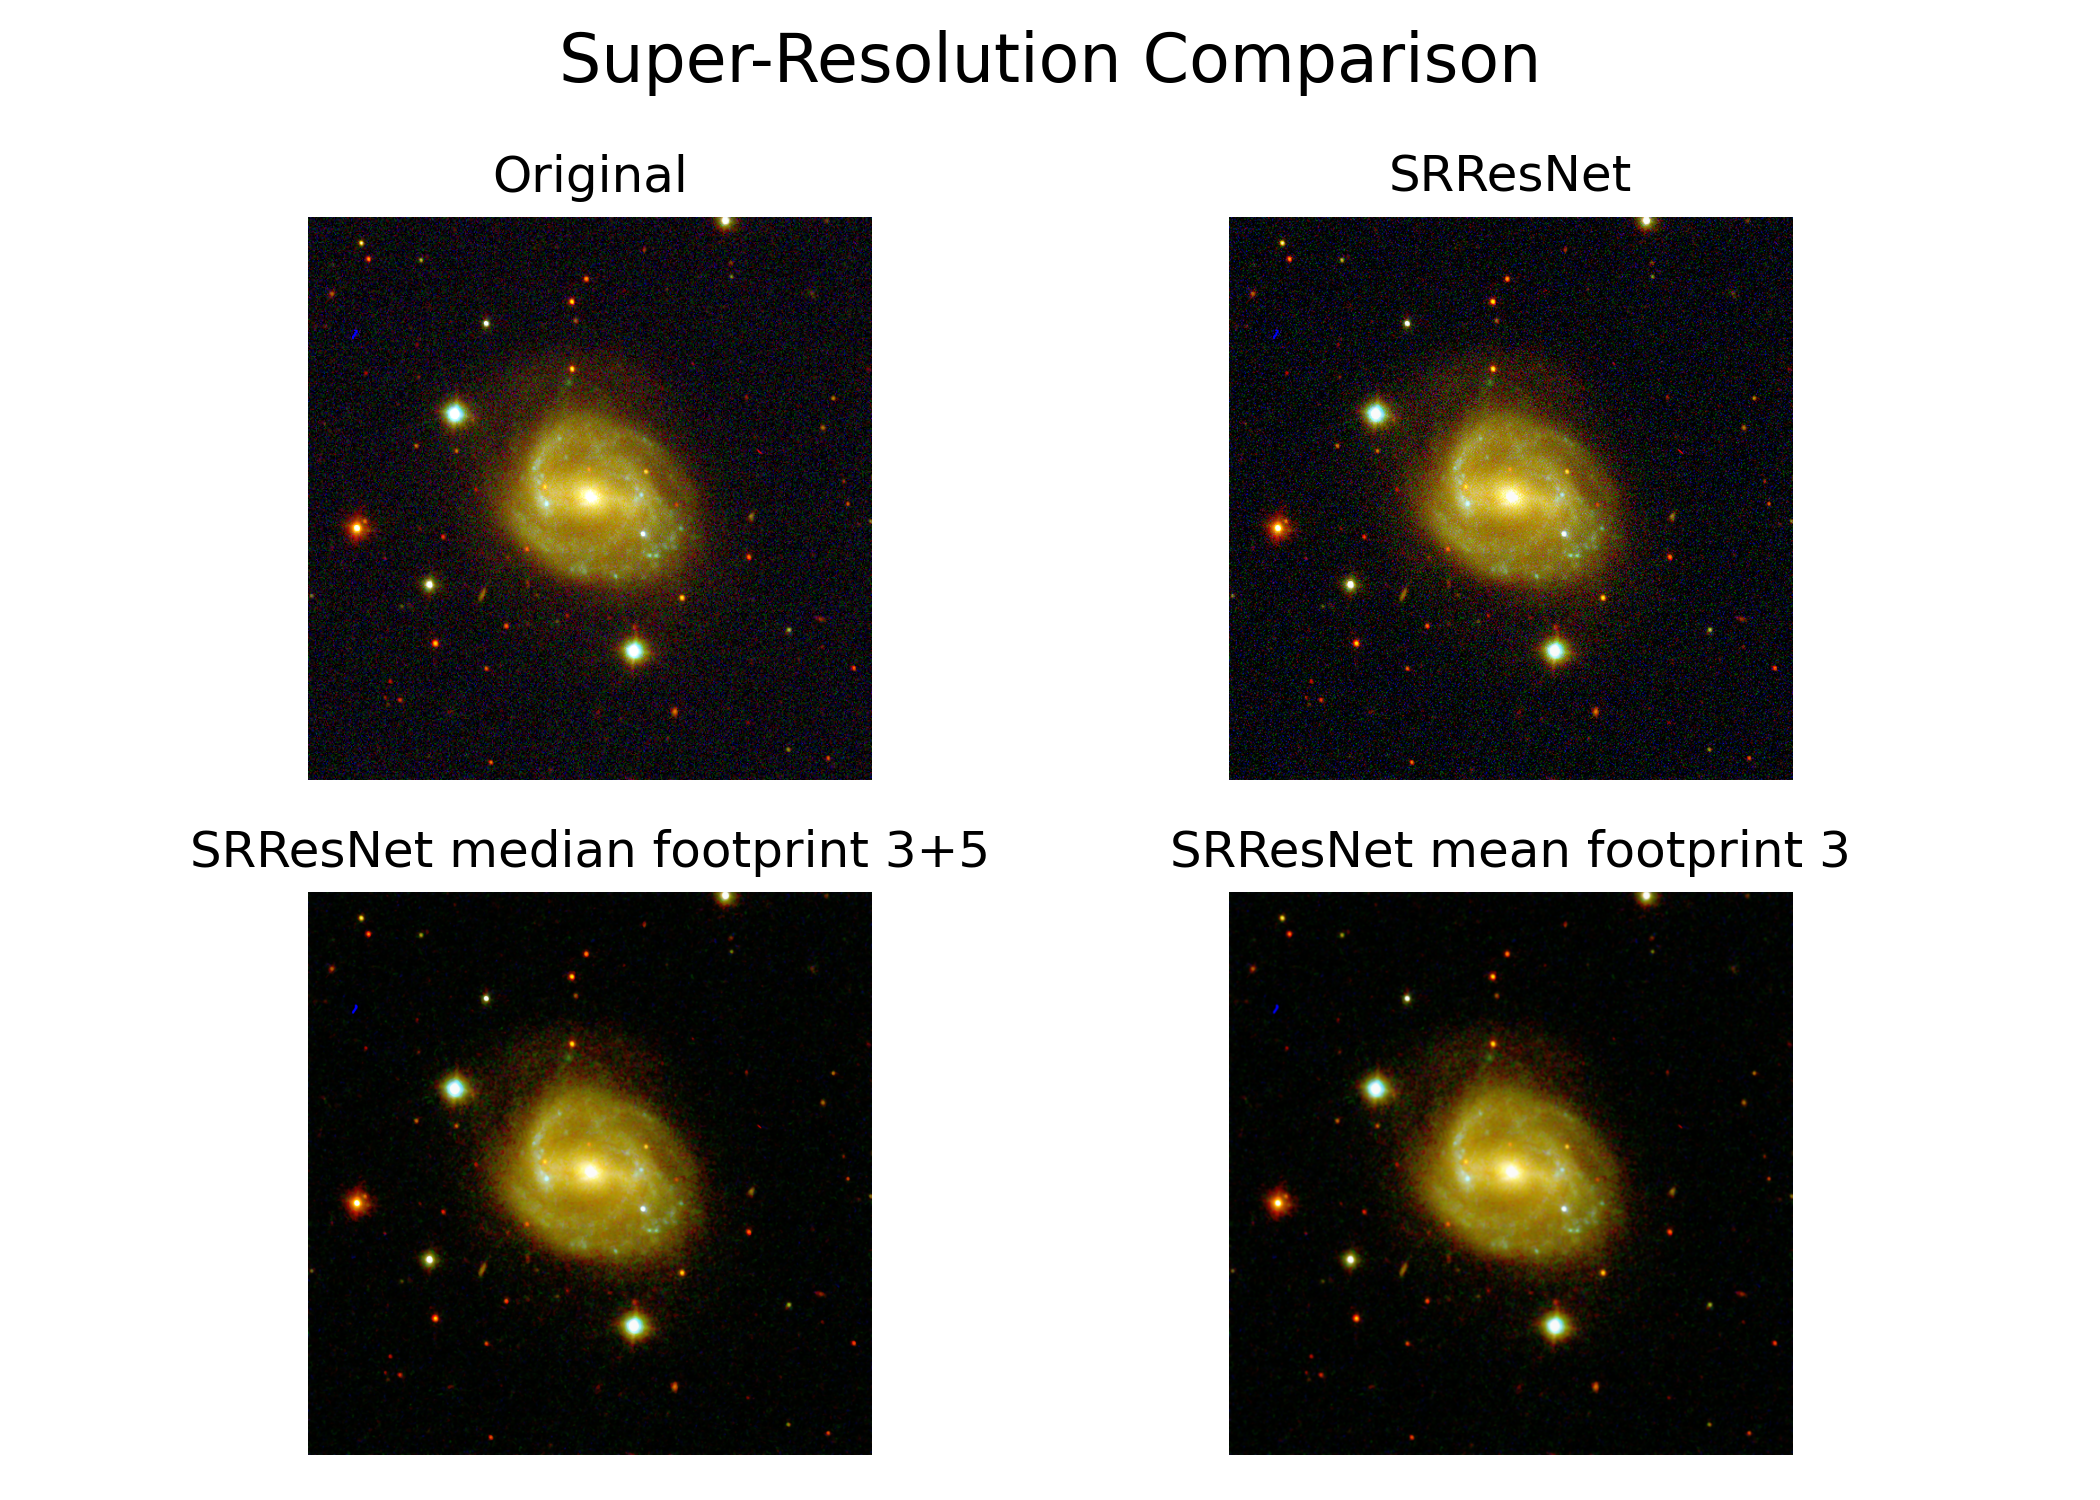 Super-Resolution Comparison
Original
SRResNet
SRResNet median footprint 3+5
SRResNet mean footprint 3